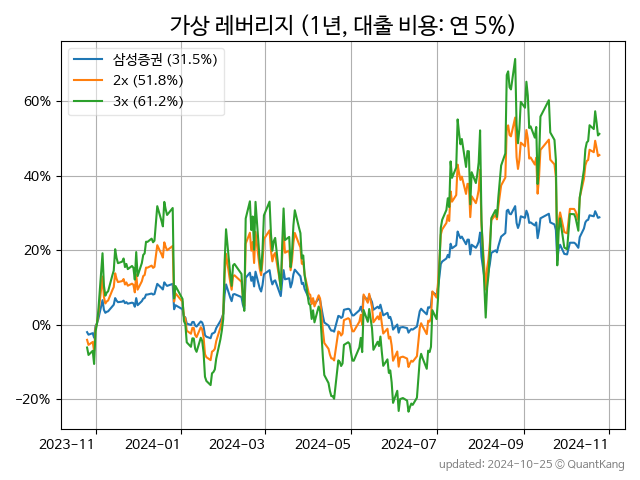 가상 레버리지 (1년, 대출 비용: 연 5%)
삼성증권 (31.5%)
2x (51.8%)
3x (61.2%)
60%
40%
20%
0%
−20%
2023-11 2024-01 2024-03 2024-05 2024-07 2024-09 2024-11
updated: 2024-10-25 © QuantKang